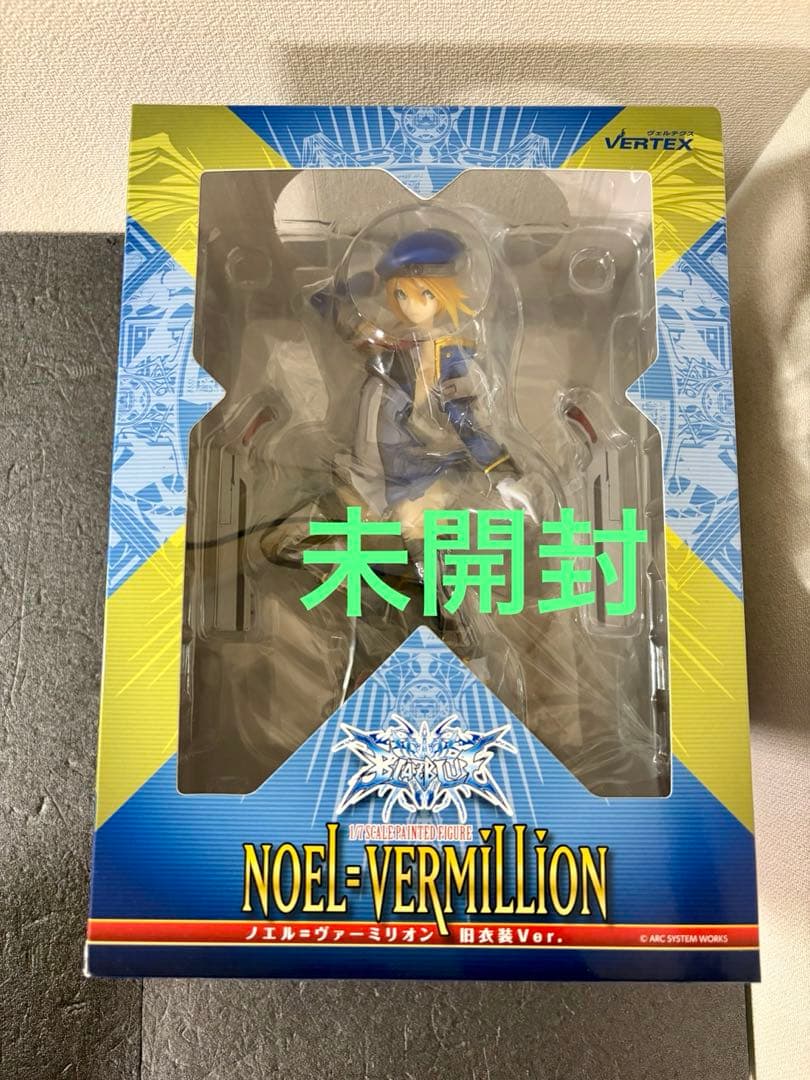 ヴェルテクス
VERTEX
未開封
BLAZBLUE
1/7 SCALE PAINTED FIGURE
NOEL=VERMILLION
ノエル=ヴァーミリオン 旧衣装Ver.
© ARC SYSTEM WORKS